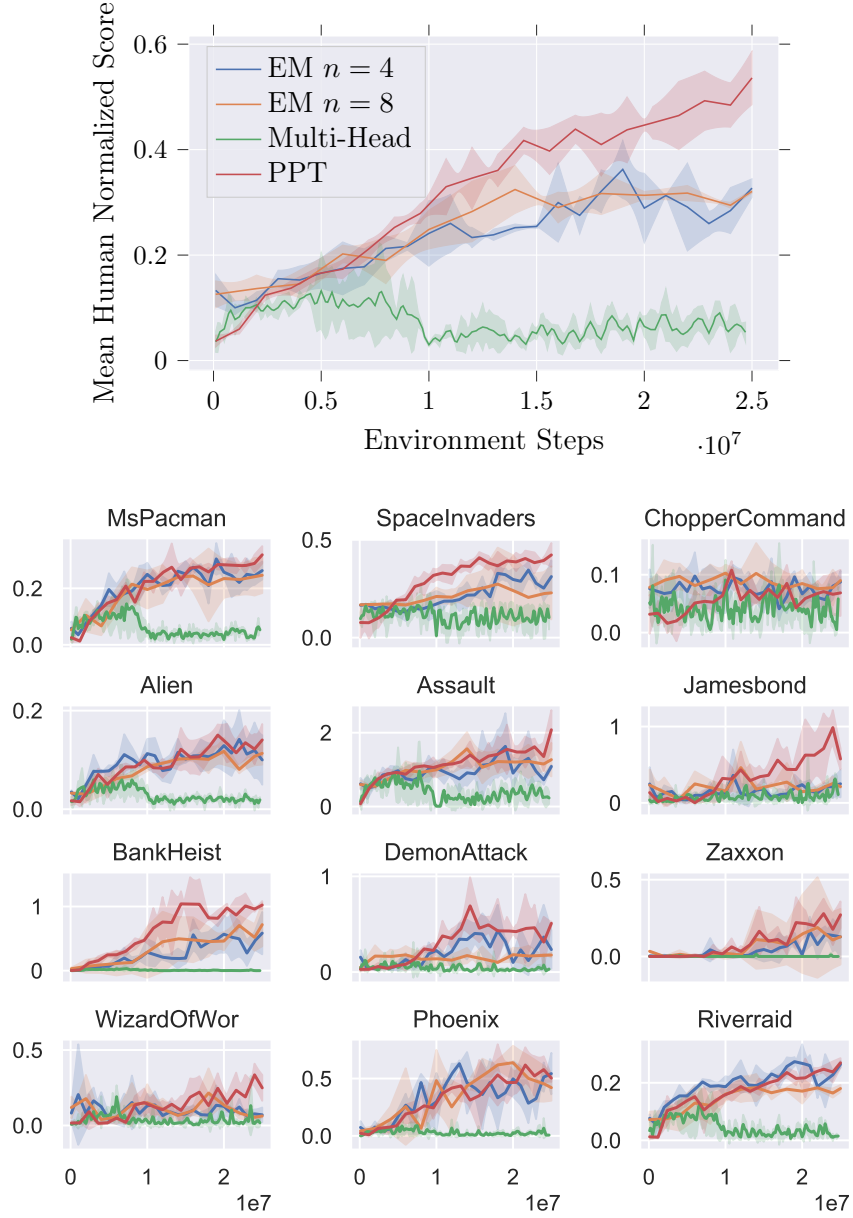 Mean Human Normalized Score
0.6
0.4
0.2
0
EM n = 4
EM n = 8
Multi-Head
PPT
0 0.5 1 1.5 2 2.5
Environment Steps ·10⁷
MsPacman SpaceInvaders ChopperCommand
0.2 0.5 0.1
0.0 0.0 0.0
Alien Assault Jamesbond
0.2 2 1
0.0 0 0
BankHeist DemonAttack Zaxxon
1 1 0.5
0 0 0.0
WizardOfWor Phoenix Riverraid
0.5 0.5 0.2
0.0 0.0 0.0
0 1 2 0 1 2 0 1 2
1e7 1e7 1e7